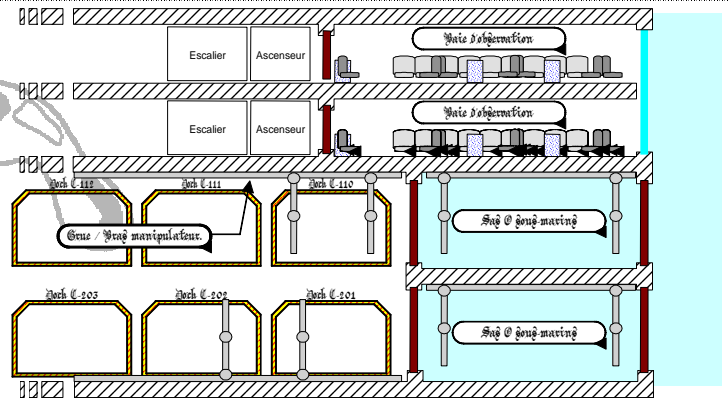 Baie d'observation
Escalier
Ascenseur
Baie d'observation
Escalier
Ascenseur
Dock C-112
Dock C-111
Dock C-110
Grue / Bras manipulateur.
Sas O sous-marins
Dock C-203
Dock C-202
Dock C-201
Sas O sous-marins